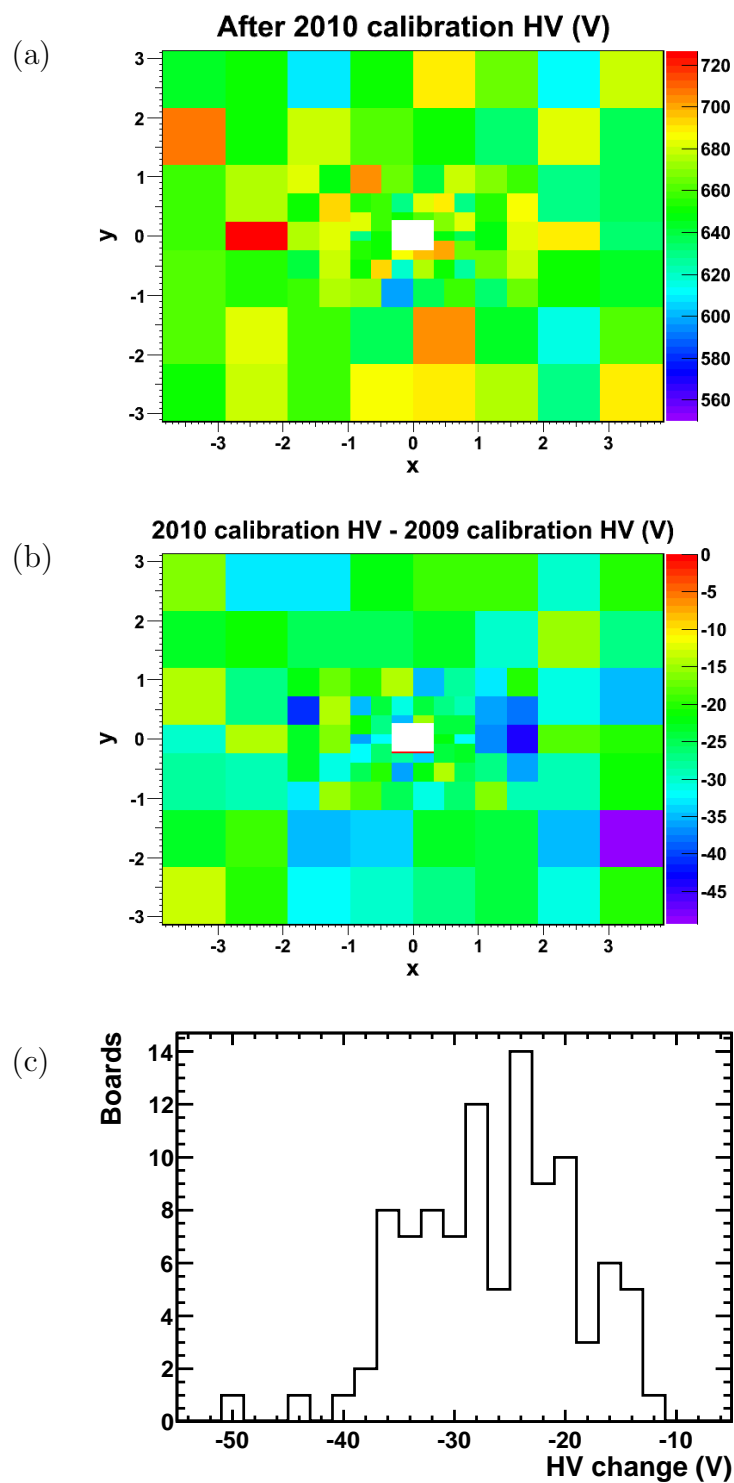 (a)
After 2010 calibration HV (V)
3
2
1
0
-1
-2
-3
y
-3 -2 -1 0 1 2 3
x
720
700
680
660
640
620
600
580
560
(b)
2010 calibration HV - 2009 calibration HV (V)
3
2
1
0
-1
-2
-3
y
-3 -2 -1 0 1 2 3
x
0
-5
-10
-15
-20
-25
-30
-35
-40
-45
(c)
Boards
14
12
10
8
6
4
2
0
-50 -40 -30 -20 -10
HV change (V)